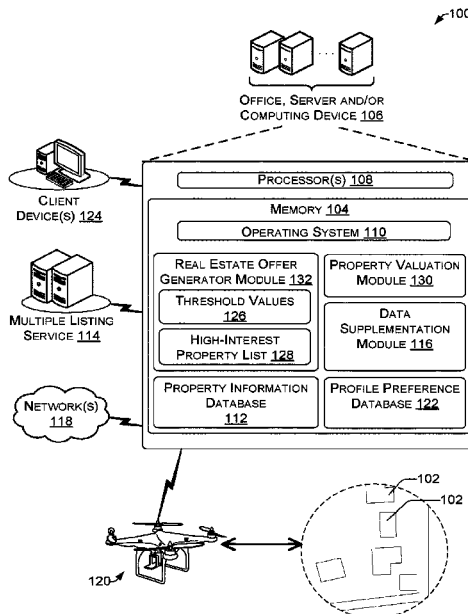 100
OFFICE, SERVER AND/OR
COMPUTING DEVICE 106
PROCESSOR(S) 108
MEMORY 104
OPERATING SYSTEM 110
CLIENT
DEVICE(S) 124
REAL ESTATE OFFER
GENERATOR MODULE 132
THRESHOLD VALUES
126
HIGH-INTEREST
PROPERTY LIST 128
PROPERTY VALUATION
MODULE 130
DATA
SUPPLEMENTATION
MODULE 116
MULTIPLE LISTING
SERVICE 114
PROPERTY INFORMATION
DATABASE
112
PROFILE PREFERENCE
DATABASE 122
NETWORK(S)
118
102
102
120